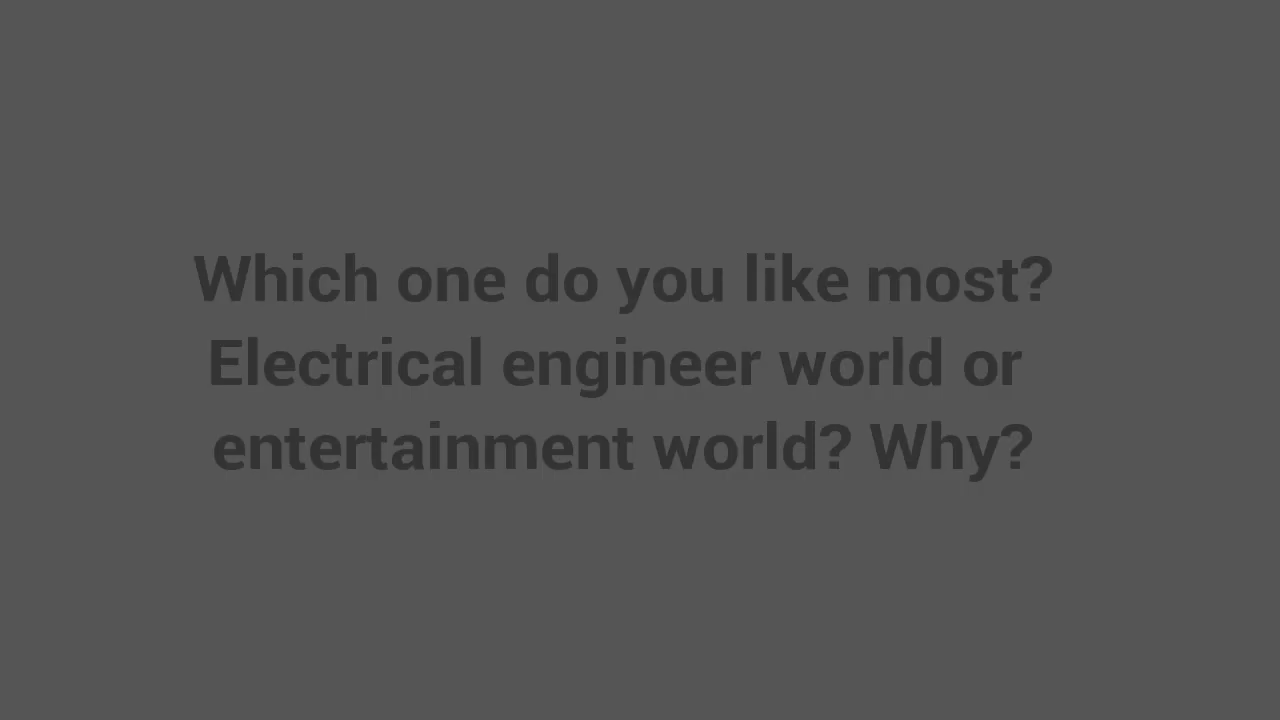 Which one do you like most?
Electrical engineer world or
entertainment world? Why?